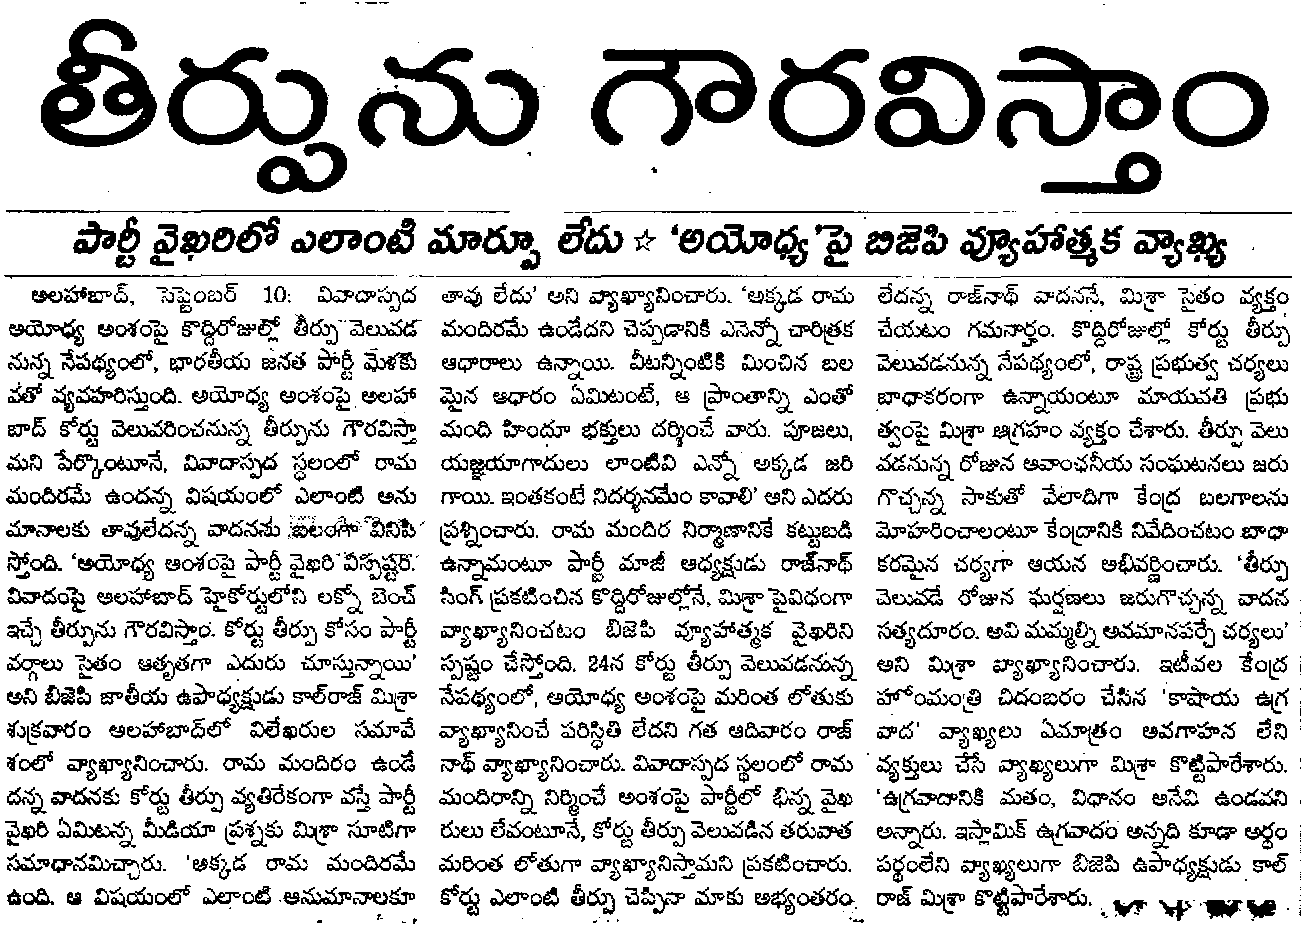 తీర్పును గౌరవిస్తాం
పార్టీ వైఖరిలో ఎలాంటి మార్పూ లేదు ☆ 'అయోధ్య'పై బిజెపి వ్యూహాత్మక వ్యాఖ్య
అలహాబాద్, సెప్టెంబర్ 10: వివాదాస్పద
అయోధ్య అంశంపై కొద్దిరోజుల్లో తీర్పు వెలువడ
నున్న నేపథ్యంలో, భారతీయ జనత పార్టీ మెళకు
వతో వ్యవహరిస్తుంది. అయోధ్య అంశంపై అలహా
బాద్ కోర్టు వెలువరించనున్న తీర్పును గౌరవిస్తా
మని పేర్కొంటూనే, వివాదాస్పద స్థలంలో రామ
మందిరమే ఉందన్న విషయంలో ఎలాంటి అను
మానాలకు తావులేదన్న వాదనను బలంగా వినిపి
స్తోంది. 'అయోధ్య అంశంపై పార్టీ వైఖరి విస్పష్టం.
వివాదంపై అలహాబాద్ హైకోర్టులోని లక్నో బెంచ్
ఇచ్చే తీర్పును గౌరవిస్తాం. కోర్టు తీర్పు కోసం పార్టీ
వర్గాలు సైతం ఆతృతగా ఎదురు చూస్తున్నాయి'
అని బీజెపి జాతీయ ఉపాధ్యక్షుడు కాల్‌రాజ్ మిశ్రా
శుక్రవారం అలహాబాద్‌లో విలేఖరుల సమావే
శంలో వ్యాఖ్యానించారు. రామ మందిరం ఉండే
దన్న వాదనకు కోర్టు తీర్పు వ్యతిరేకంగా వస్తే పార్టీ
వైఖరి ఏమిటన్న మీడియా ప్రశ్నకు మిశ్రా సూటిగా
సమాధానమిచ్చారు. 'అక్కడ రామ మందిరమే
ఉంది. ఆ విషయంలో ఎలాంటి అనుమానాలకూ
తావు లేదు' అని వ్యాఖ్యానించారు. 'అక్కడ రామ
మందిరమే ఉండేదని చెప్పడానికి ఎనెన్నో చారిత్రక
ఆధారాలు ఉన్నాయి. వీటన్నింటికి మించిన బల
మైన ఆధారం ఏమిటంటే, ఆ ప్రాంతాన్ని ఎంతో
మంది హిందూ భక్తులు దర్శించే వారు. పూజలు,
యజ్ఞయాగాదులు లాంటివి ఎన్నో అక్కడ జరి
గాయి. ఇంతకంటే నిదర్శనమేం కావాలి' అని ఎదరు
ప్రశ్నించారు. రామ మందిర నిర్మాణానికే కట్టుబడి
ఉన్నామంటూ పార్టీ మాజీ అధ్యక్షుడు రాజ్‌నాథ్
సింగ్ ప్రకటించిన కొద్దిరోజుల్లోనే, మిశ్రా పైవిధంగా
వ్యాఖ్యానించటం బీజెపి వ్యూహాత్మక వైఖరిని
స్పష్టం చేస్తోంది. 24న కోర్టు తీర్పు వెలువడనున్న
నేపథ్యంలో, అయోధ్య అంశంపై మరింత లోతుకు
వ్యాఖ్యానించే పరిస్థితి లేదని గత ఆదివారం రాజ్
నాథ్ వ్యాఖ్యానించారు. వివాదాస్పద స్థలంలో రామ
మందిరాన్ని నిర్మించే అంశంపై పార్టీలో భిన్న వైఖ
రులు లేవంటూనే, కోర్టు తీర్పు వెలువడిన తరువాత
మరింత లోతుగా వ్యాఖ్యానిస్తామని ప్రకటించారు.
కోర్టు ఎలాంటి తీర్పు చెప్పినా మాకు అభ్యంతరం
లేదన్న రాజ్‌నాథ్ వాదననే, మిశ్రా సైతం వ్యక్తం
చేయటం గమనార్హం. కొద్దిరోజుల్లో కోర్టు తీర్పు
వెలువడనున్న నేపథ్యంలో, రాష్ట్ర ప్రభుత్వ చర్యలు
బాధాకరంగా ఉన్నాయంటూ మాయవతి ప్రభు
త్వంపై మిశ్రా ఆగ్రహం వ్యక్తం చేశారు. తీర్పు వెలు
వడనున్న రోజున అవాంఛనీయ సంఘటనలు జరు
గొచ్చన్న సాకుతో వేలాదిగా కేంద్ర బలగాలను
మోహరించాలంటూ కేంద్రానికి నివేదించటం బాధా
కరమైన చర్యగా ఆయన అభివర్ణించారు. 'తీర్పు
వెలువడే రోజున ఘర్షణలు జరుగొచ్చన్న వాదన
సత్యదూరం. అవి మమ్మల్ని అవమానపర్చే చర్యలు'
అని మిశ్రా వ్యాఖ్యానించారు. ఇటీవల కేంద్ర
హోంమంత్రి చిదంబరం చేసిన 'కాషాయ ఉగ్ర
వాద' వ్యాఖ్యలు ఏమాత్రం అవగాహన లేని
వ్యక్తులు చేసే వ్యాఖ్యలుగా మిశ్రా కొట్టిపారేశారు.
'ఉగ్రవాదానికి మతం, విధానం అనేవి ఉండవని
అన్నారు. ఇస్లామిక్ ఉగ్రవాదం అన్నది కూడా అర్థం
పర్థంలేని వ్యాఖ్యలుగా బీజెపి ఉపాధ్యక్షుడు కాల్
రాజ్ మిశ్రా కొట్టిపారేశారు.